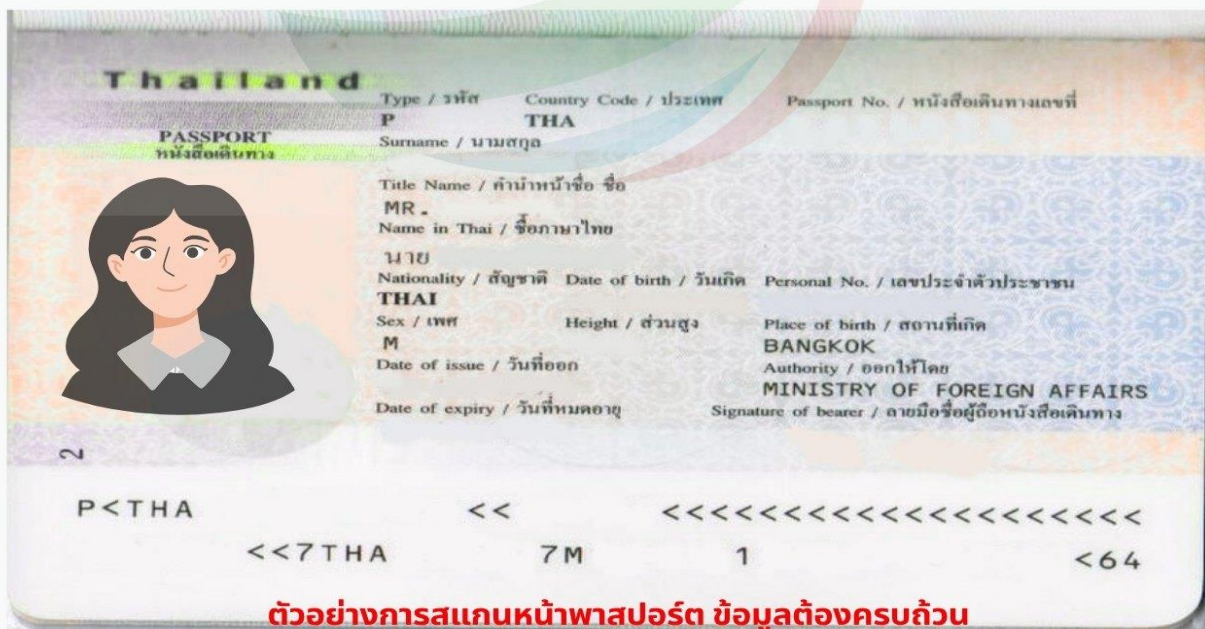 Thailand
Type / รหัส Country Code / ประเทศ Passport No. / หนังสือเดินทางเลขที่
P THA
PASSPORT
หนังสือเดินทาง
Surname / นามสกุล
Title Name / คำนำหน้าชื่อ ชื่อ
MR.
Name in Thai / ชื่อภาษาไทย
นาย
Nationality / สัญชาติ Date of birth / วันเกิด Personal No. / เลขประจำตัวประชาชน
THAI
Sex / เพศ Height / ส่วนสูง Place of birth / สถานที่เกิด
M BANGKOK
Date of issue / วันที่ออก Authority / ออกให้โดย
MINISTRY OF FOREIGN AFFAIRS
Date of expiry / วันที่หมดอายุ Signature of bearer / ลายมือชื่อผู้ถือหนังสือเดินทาง
2
P<THA << <<<<<<<<<<<<<<<<<<<<
<<7THA 7M 1 <64
ตัวอย่างการสแกนหน้าพาสปอร์ต ข้อมูลต้องครบถ้วน